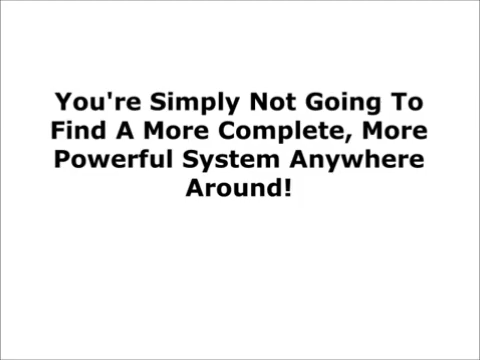 You're Simply Not Going To
Find A More Complete, More
Powerful System Anywhere
Around!